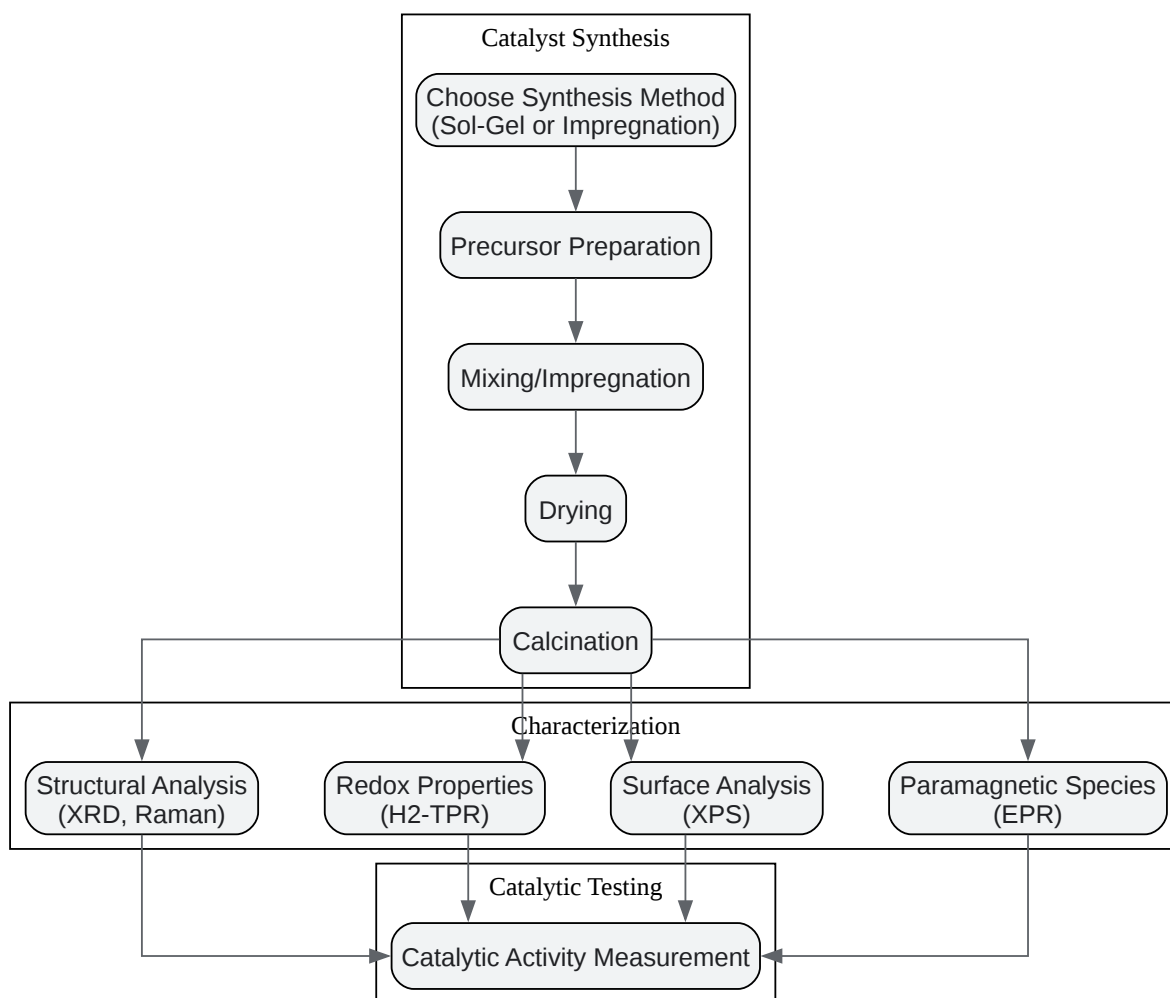 Catalyst Synthesis
Choose Synthesis Method
(Sol-Gel or Impregnation)
Precursor Preparation
Mixing/Impregnation
Drying
Calcination
Characterization
Structural Analysis
(XRD, Raman)
Redox Properties
(H2-TPR)
Surface Analysis
(XPS)
Paramagnetic Species
(EPR)
Catalytic Testing
Catalytic Activity Measurement